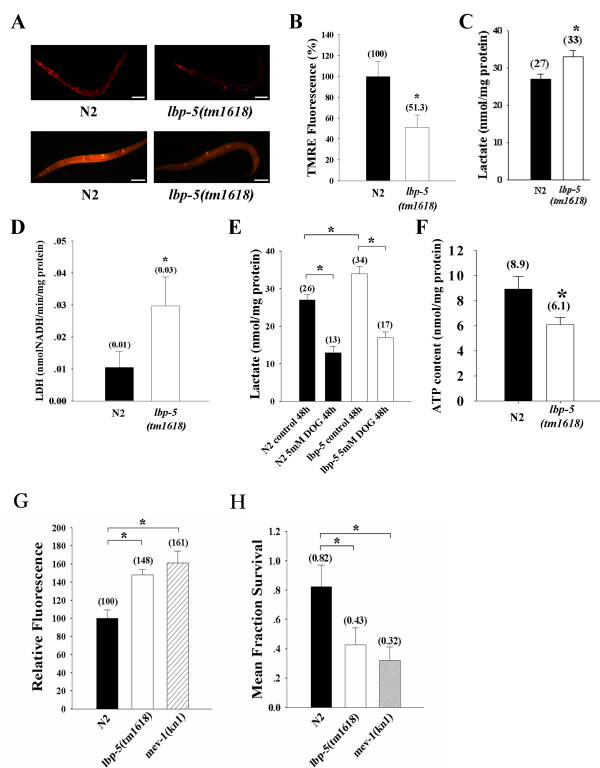 A
N2
lbp-5(tm1618)
N2
lbp-5(tm1618)
B
TMRE Fluorescence (%)
140
120
100
80
60
40
20
0
(100)
*
(51.3)
N2
lbp-5
(tm1618)
C
Lactate (nmol/mg protein)
40
30
20
10
0
(27)
*
(33)
N2
lbp-5
(tm1618)
D
LDH (nmolNADH/min/mg protein)
.05
.04
.03
.02
.01
.00
(0.01)
*
(0.03)
N2
lbp-5
(tm1618)
E
Lactate (nmol/mg protein)
40
30
20
10
0
*
*
*
(26)
(13)
(34)
(17)
N2 control 48h
N2 5mM DOG 48h
lbp-5 control 48h
lbp-5 5mM DOG 48h
F
ATP content (nmol/mg protein)
12
10
8
6
4
2
0
(8.9)
*
(6.1)
N2
lbp-5
(tm1618)
G
Relative Fluorescence
200
180
160
140
120
100
80
60
40
20
0
*
*
(100)
(148)
(161)
N2
lbp-5(tm1618)
mev-1(kn1)
H
Mean Fraction Survival
1.2
1.0
.8
.6
.4
.2
0.0
*
*
(0.82)
(0.43)
(0.32)
N2
lbp-5(tm1618)
mev-1(kn1)